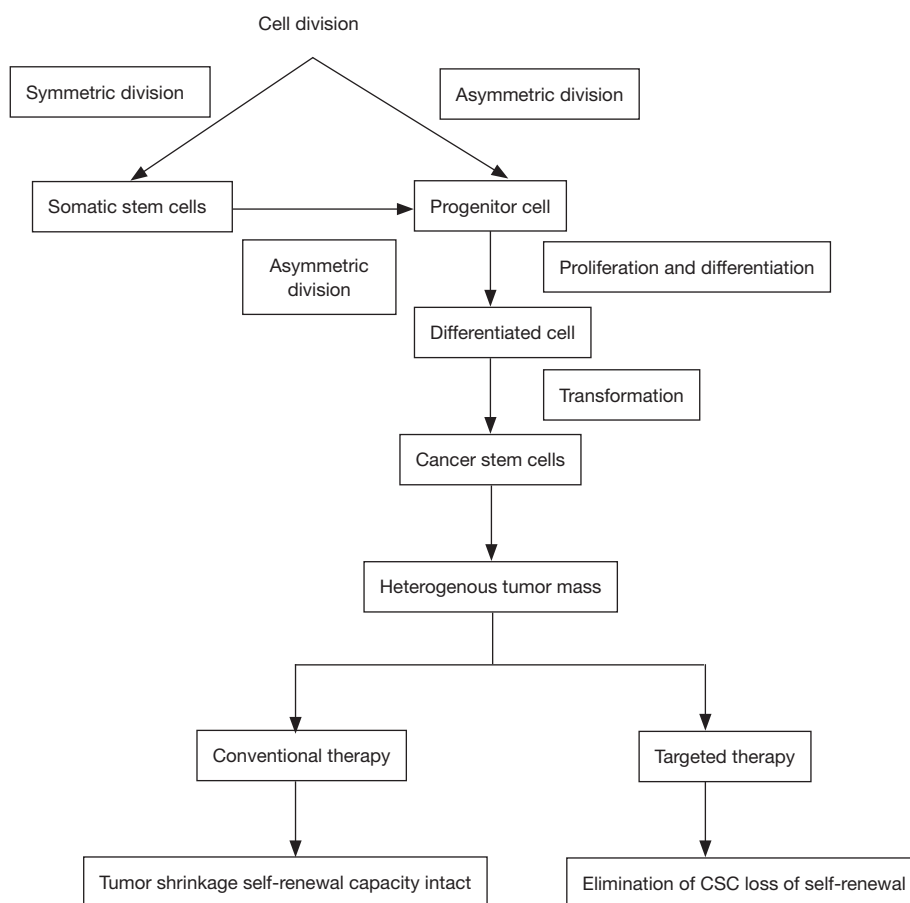 Cell division
Symmetric division
Asymmetric division
Somatic stem cells
Progenitor cell
Asymmetric
division
Proliferation and differentiation
Differentiated cell
Transformation
Cancer stem cells
Heterogenous tumor mass
Conventional therapy
Targeted therapy
Tumor shrinkage self-renewal capacity intact
Elimination of CSC loss of self-renewal